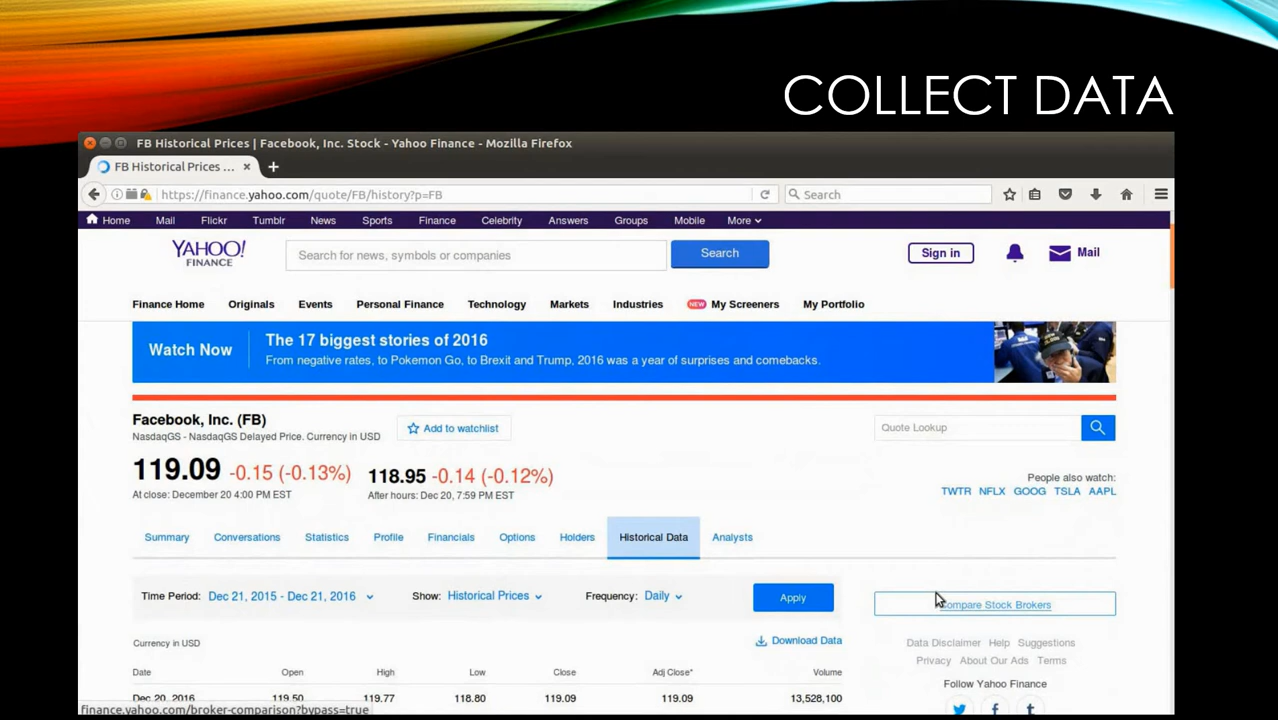 COLLECT DATA
FB Historical Prices | Facebook, Inc. Stock - Yahoo Finance - Mozilla Firefox
FB Historical Prices ...
https://finance.yahoo.com/quote/FB/history?p=FB
Search
Home Mail Flickr Tumblr News Sports Finance Celebrity Answers Groups Mobile More
YAHOO!
FINANCE
Search for news, symbols or companies
Search
Sign in
Mail
Finance Home Originals Events Personal Finance Technology Markets Industries NEW My Screeners My Portfolio
Watch Now
The 17 biggest stories of 2016
From negative rates, to Pokemon Go, to Brexit and Trump, 2016 was a year of surprises and comebacks.
Facebook, Inc. (FB)
NasdaqGS - NasdaqGS Delayed Price. Currency in USD
Add to watchlist
Quote Lookup
119.09 -0.15 (-0.13%)
At close: December 20 4:00 PM EST
118.95 -0.14 (-0.12%)
After hours: Dec 20, 7:59 PM EST
People also watch:
TWTR NFLX GOOG TSLA AAPL
Summary Conversations Statistics Profile Financials Options Holders Historical Data Analysts
Time Period: Dec 21, 2015 - Dec 21, 2016 Show: Historical Prices Frequency: Daily Apply
Compare Stock Brokers
Currency in USD
Download Data
Data Disclaimer Help Suggestions
Privacy About Our Ads Terms
Follow Yahoo Finance
Date Open High Low Close Adj Close* Volume
Dec 20, 2016 119.50 119.77 118.80 119.09 119.09 13,528,100
finance.yahoo.com/broker-comparison?bypass=true